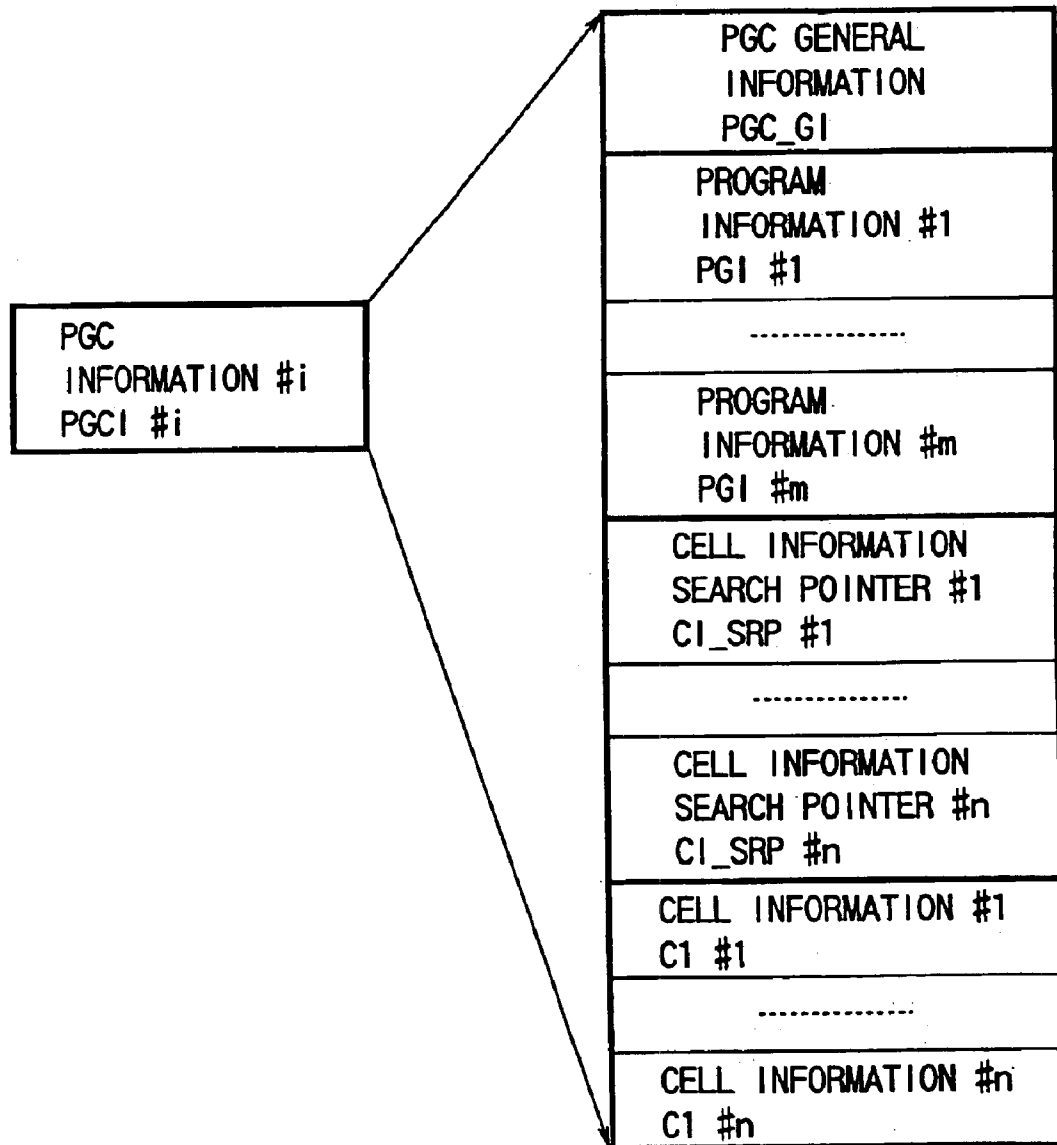 PGC
INFORMATION #i
PGCI #i
PGC GENERAL
INFORMATION
PGC_GI
PROGRAM
INFORMATION #1
PGI #1
PROGRAM
INFORMATION #m
PGI #m
CELL INFORMATION
SEARCH POINTER #1
CI_SRP #1
CELL INFORMATION
SEARCH POINTER #n
CI_SRP #n
CELL INFORMATION #1
C1 #1
CELL INFORMATION #n
C1 #n